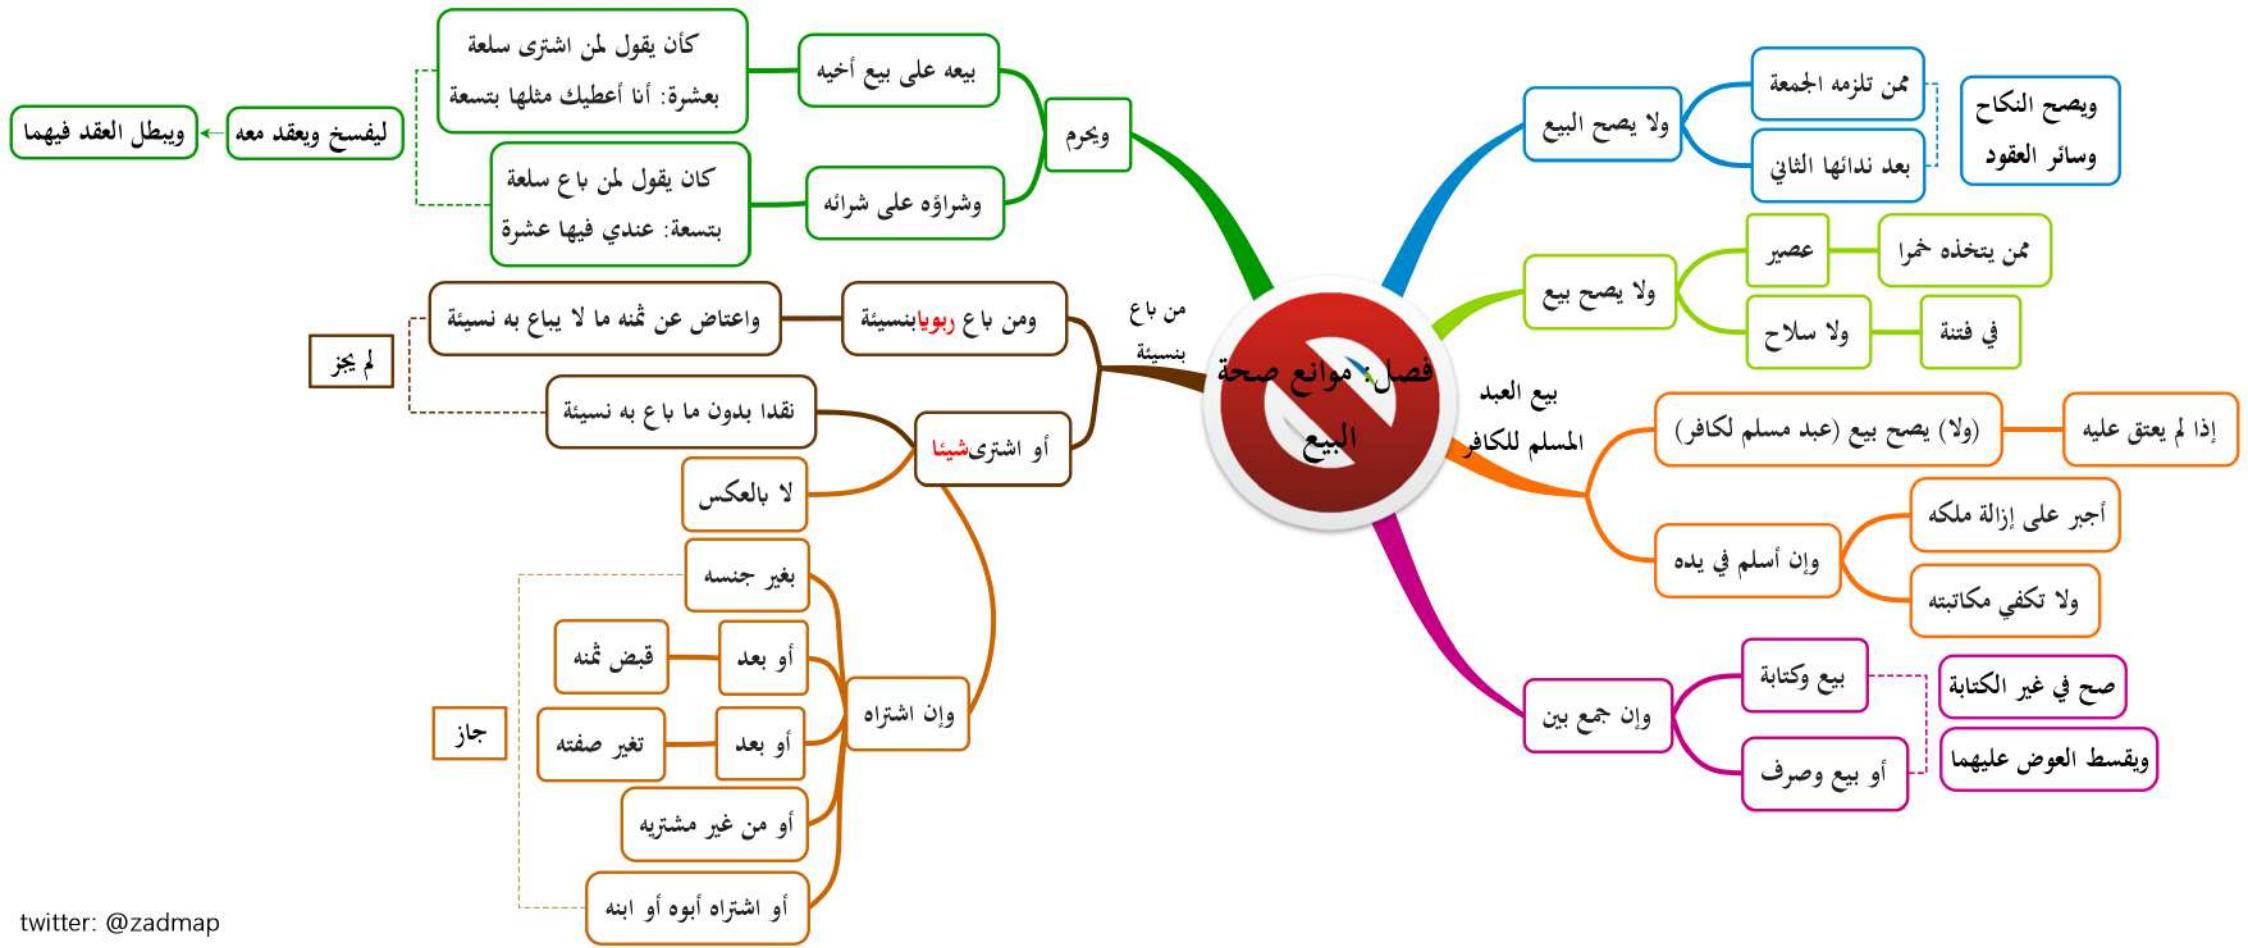 فصل: موانع صحة
البيع
ولا يصح البيع
ممن تلزمه الجمعة
بعد ندائها الثاني
ويصح النكاح
وسائر العقود
ولا يصح بيع
عصير
ممن يتخذه خمرا
ولا سلاح
في فتنة
بيع العبد
المسلم للكافر
(ولا) يصح بيع (عبد مسلم لكافر)
إذا لم يعتق عليه
وإن أسلم في يده
أجبر على إزالة ملكه
ولا تكفي مكاتبته
وإن جمع بين
بيع وكتابة
أو بيع وصرف
صح في غير الكتابة
ويقسط العوض عليهما
ويحرم
بيعه على بيع أخيه
كأن يقول لمن اشترى سلعة
بعشرة: أنا أعطيك مثلها بتسعة
وشراؤه على شرائه
كان يقول لمن باع سلعة
بتسعة: عندي فيها عشرة
ليفسخ ويعقد معه
ويبطل العقد فيهما
من باع
بنسيئة
ومن باع ربويابنسيئة
واعتاض عن ثمنه ما لا يباع به نسيئة
أو اشترىشيئا
نقدا بدون ما باع به نسيئة
لم يجز
لا بالعكس
وإن اشتراه
بغير جنسه
أو بعد
قبض ثمنه
أو بعد
تغير صفته
أو من غير مشتريه
أو اشتراه أبوه أو ابنه
جاز
twitter: @zadmap